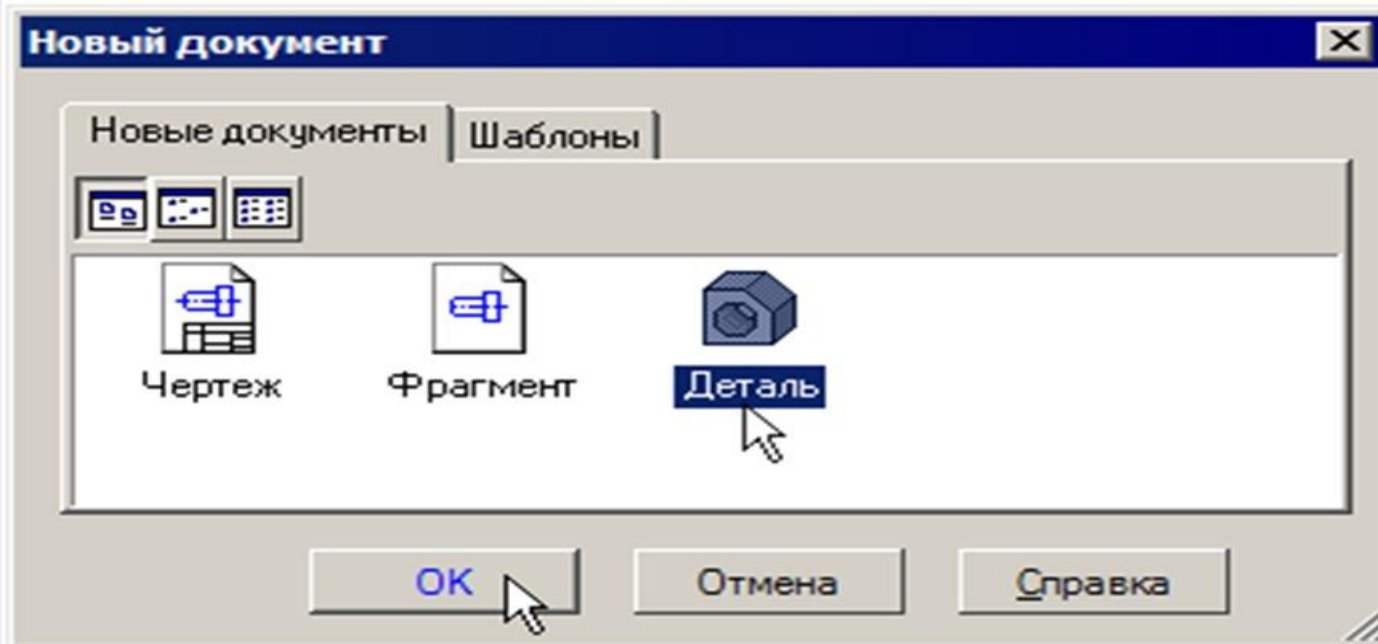 Новый документ
Новые документы Шаблоны
Чертеж Фрагмент Деталь
OK Отмена Справка